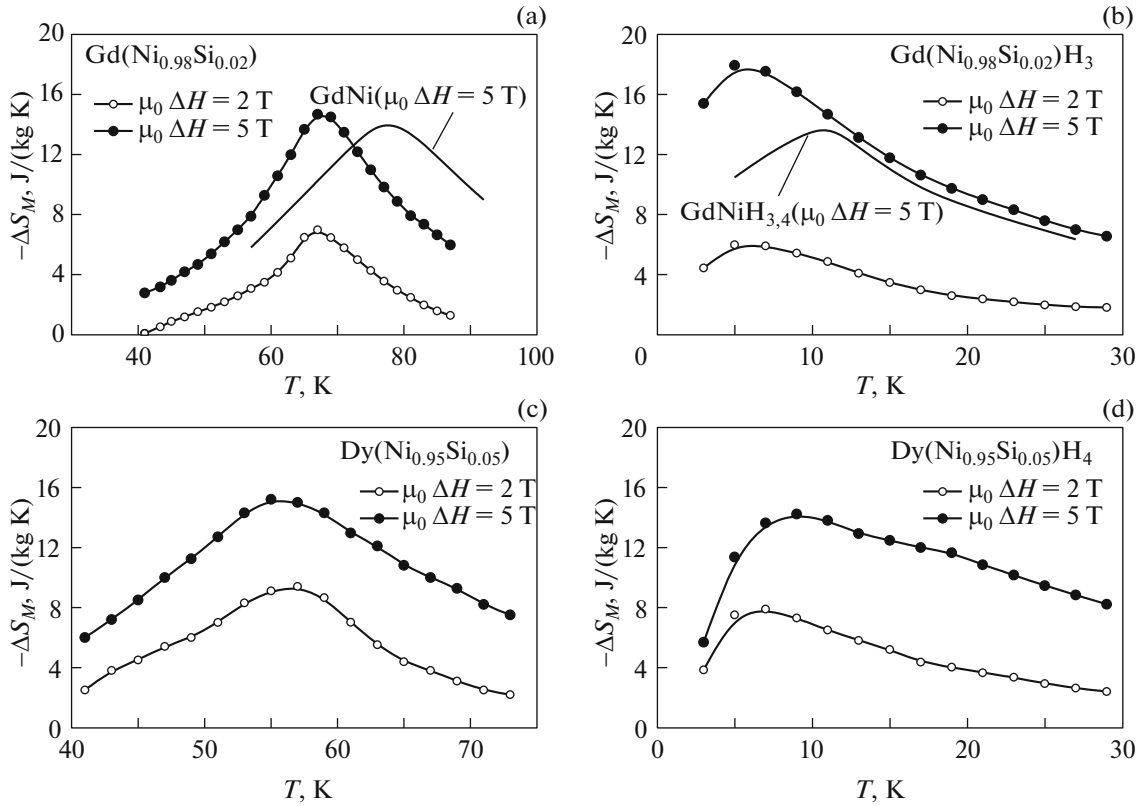 (a)
20
16
12
8
4
0
–ΔS_M, J/(kg K)
Gd(Ni₀.₉₈Si₀.₀₂)
μ₀ ΔH = 2 T
μ₀ ΔH = 5 T
GdNi(μ₀ ΔH = 5 T)
40 60 80 100
T, K
(b)
20
16
12
8
4
0
–ΔS_M, J/(kg K)
Gd(Ni₀.₉₈Si₀.₀₂)H₃
μ₀ ΔH = 2 T
μ₀ ΔH = 5 T
GdNiH₃,₄(μ₀ ΔH = 5 T)
10 20 30
T, K
(c)
20
16
12
8
4
0
–ΔS_M, J/(kg K)
Dy(Ni₀.₉₅Si₀.₀₅)
μ₀ ΔH = 2 T
μ₀ ΔH = 5 T
40 50 60 70
T, K
(d)
20
16
12
8
4
0
–ΔS_M, J/(kg K)
Dy(Ni₀.₉₅Si₀.₀₅)H₄
μ₀ ΔH = 2 T
μ₀ ΔH = 5 T
0 10 20 30
T, K